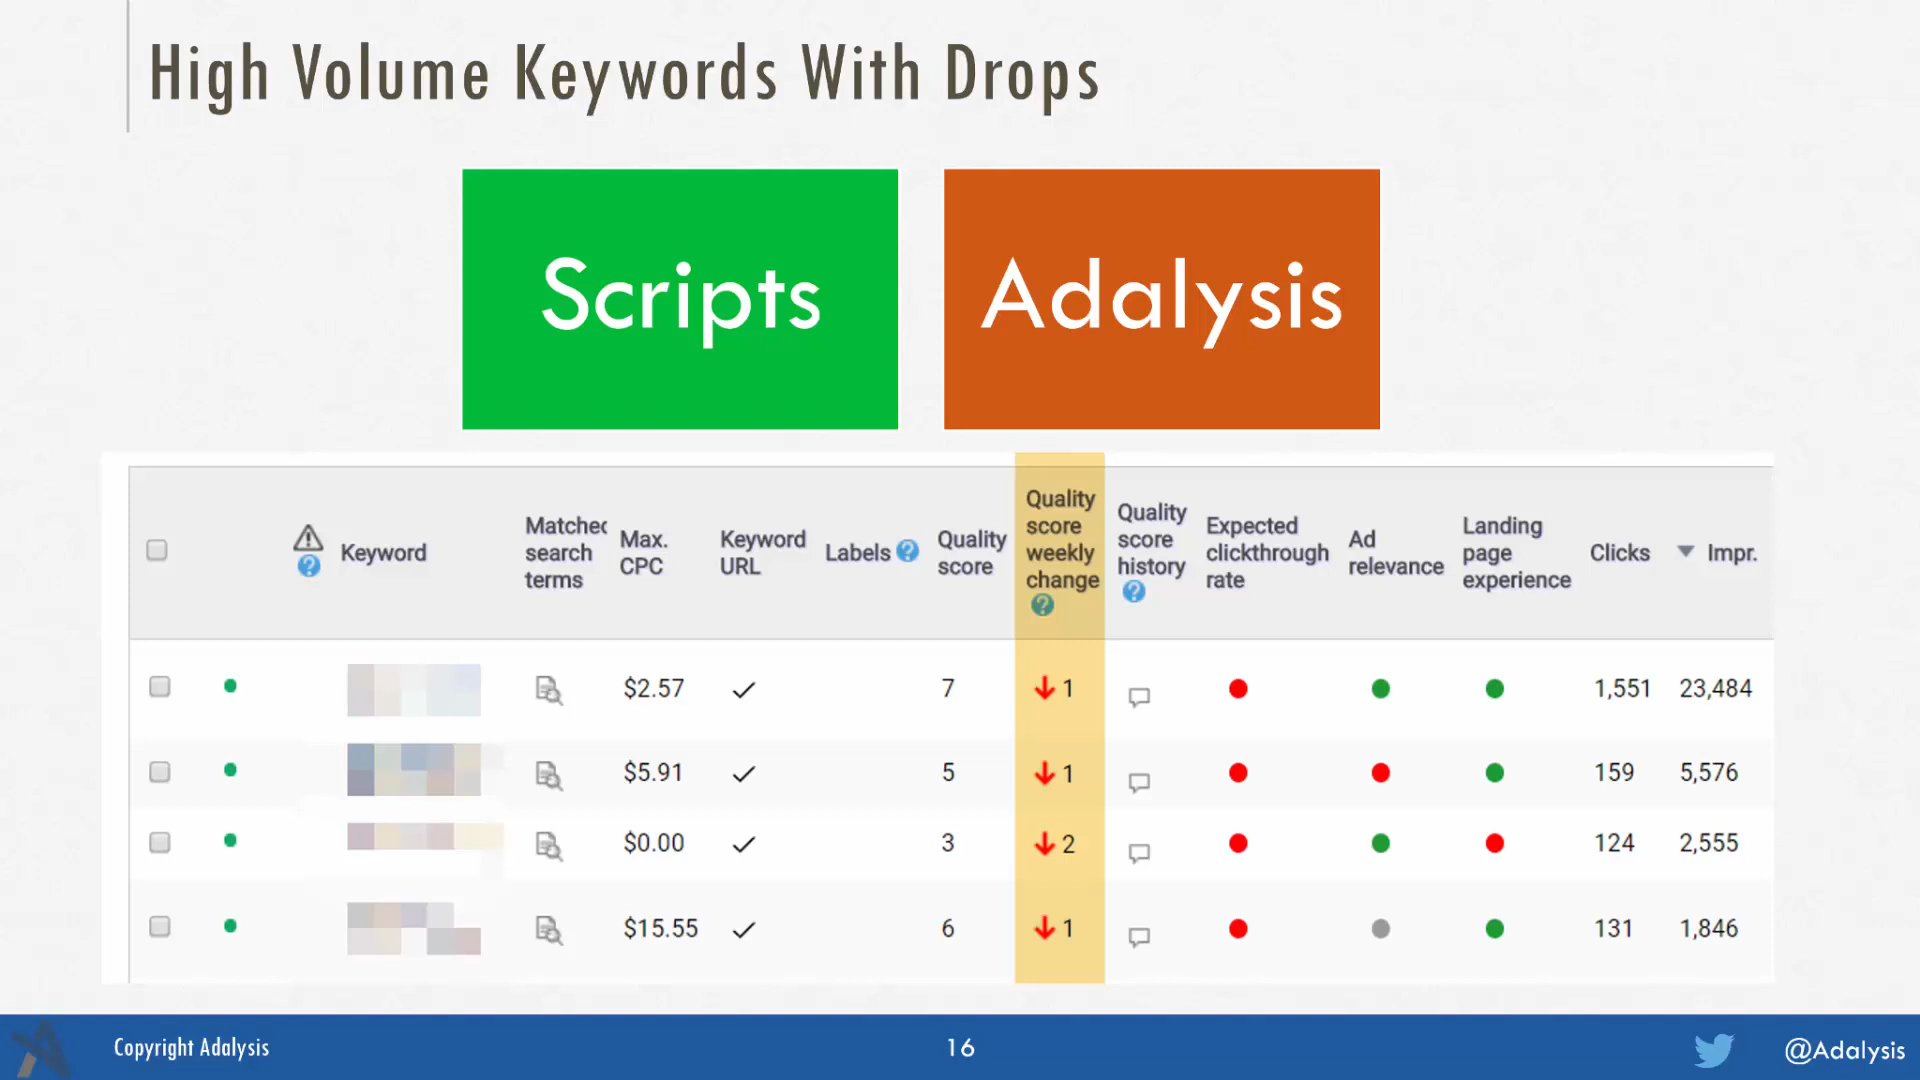 High Volume Keywords With Drops
Scripts
Adalysis
Keyword
Matched search terms
Max. CPC
Keyword URL
Labels
Quality score
Quality score weekly change
Quality score history
Expected clickthrough rate
Ad relevance
Landing page experience
Clicks
Impr.
$2.57 7 1 1,551 23,484
$5.91 5 1 159 5,576
$0.00 3 2 124 2,555
$15.55 6 1 131 1,846
Copyright Adalysis
16
@Adalysis